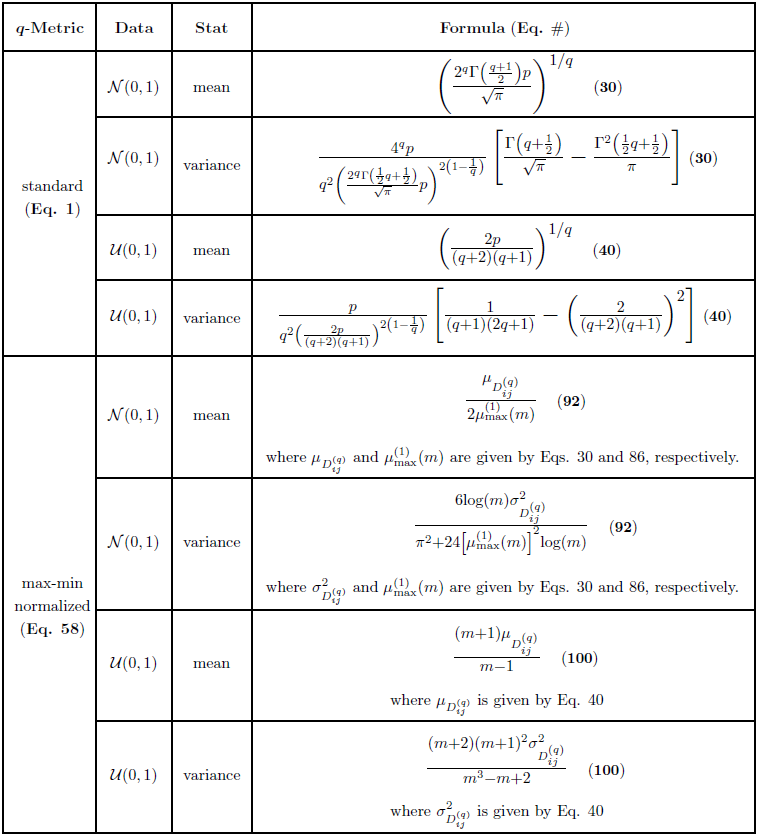 q-Metric Data Stat Formula (Eq. #)
standard
(Eq. 1)
$\mathcal{N}(0,1)$ mean $\left(\frac{2^q\Gamma\left(\frac{q+1}{2}\right)p}{\sqrt{\pi}}\right)^{1/q}$ (30)
$\mathcal{N}(0,1)$ variance $\frac{4^q p}{q^2\left(\frac{2^q\Gamma\left(\frac{1}{2}q+\frac{1}{2}\right)}{\sqrt{\pi}}p\right)^{2\left(1-\frac{1}{q}\right)}}\left[\frac{\Gamma\left(q+\frac{1}{2}\right)}{\sqrt{\pi}}-\frac{\Gamma^2\left(\frac{1}{2}q+\frac{1}{2}\right)}{\pi}\right]$ (30)
$\mathcal{U}(0,1)$ mean $\left(\frac{2p}{(q+2)(q+1)}\right)^{1/q}$ (40)
$\mathcal{U}(0,1)$ variance $\frac{p}{q^2\left(\frac{2p}{(q+2)(q+1)}\right)^{2\left(1-\frac{1}{q}\right)}}\left[\frac{1}{(q+1)(2q+1)}-\left(\frac{2}{(q+2)(q+1)}\right)^2\right]$ (40)
max-min
normalized
(Eq. 58)
$\mathcal{N}(0,1)$ mean $\frac{\mu_{D_{ij}^{(q)}}}{2\mu_{\max}^{(1)}(m)}$ (92)
where $\mu_{D_{ij}^{(q)}}$ and $\mu_{\max}^{(1)}(m)$ are given by Eqs. 30 and 86, respectively.
$\mathcal{N}(0,1)$ variance $\frac{6\log(m)\sigma^2_{D_{ij}^{(q)}}}{\pi^2+24\left[\mu_{\max}^{(1)}(m)\right]^2\log(m)}$ (92)
where $\sigma^2_{D_{ij}^{(q)}}$ and $\mu_{\max}^{(1)}(m)$ are given by Eqs. 30 and 86, respectively.
$\mathcal{U}(0,1)$ mean $\frac{(m+1)\mu_{D_{ij}^{(q)}}}{m-1}$ (100)
where $\mu_{D_{ij}^{(q)}}$ is given by Eq. 40
$\mathcal{U}(0,1)$ variance $\frac{(m+2)(m+1)^2\sigma^2_{D_{ij}^{(q)}}}{m^3-m+2}$ (100)
where $\sigma^2_{D_{ij}^{(q)}}$ is given by Eq. 40